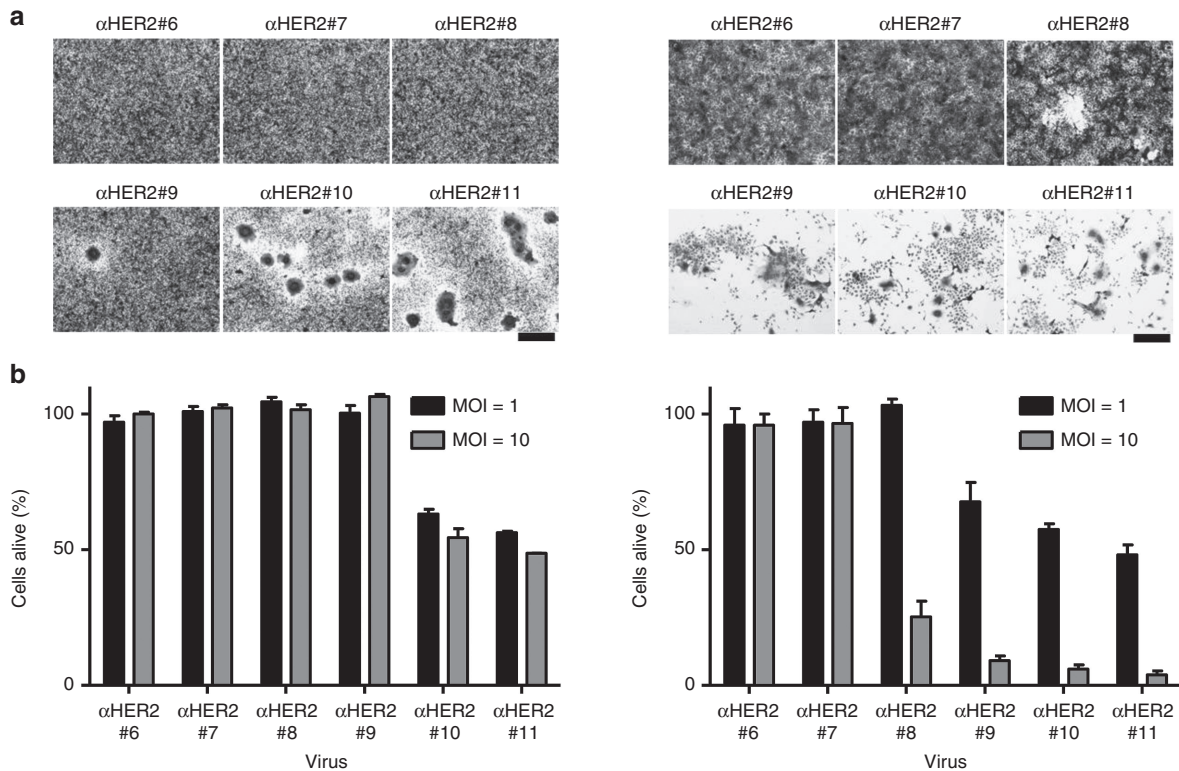 a
αHER2#6 αHER2#7 αHER2#8
αHER2#9 αHER2#10 αHER2#11
αHER2#6 αHER2#7 αHER2#8
αHER2#9 αHER2#10 αHER2#11
b
100
50
0
Cells alive (%)
MOI = 1
MOI = 10
αHER2 αHER2 αHER2 αHER2 αHER2 αHER2
#6 #7 #8 #9 #10 #11
Virus
100
50
0
Cells alive (%)
MOI = 1
MOI = 10
αHER2 αHER2 αHER2 αHER2 αHER2 αHER2
#6 #7 #8 #9 #10 #11
Virus